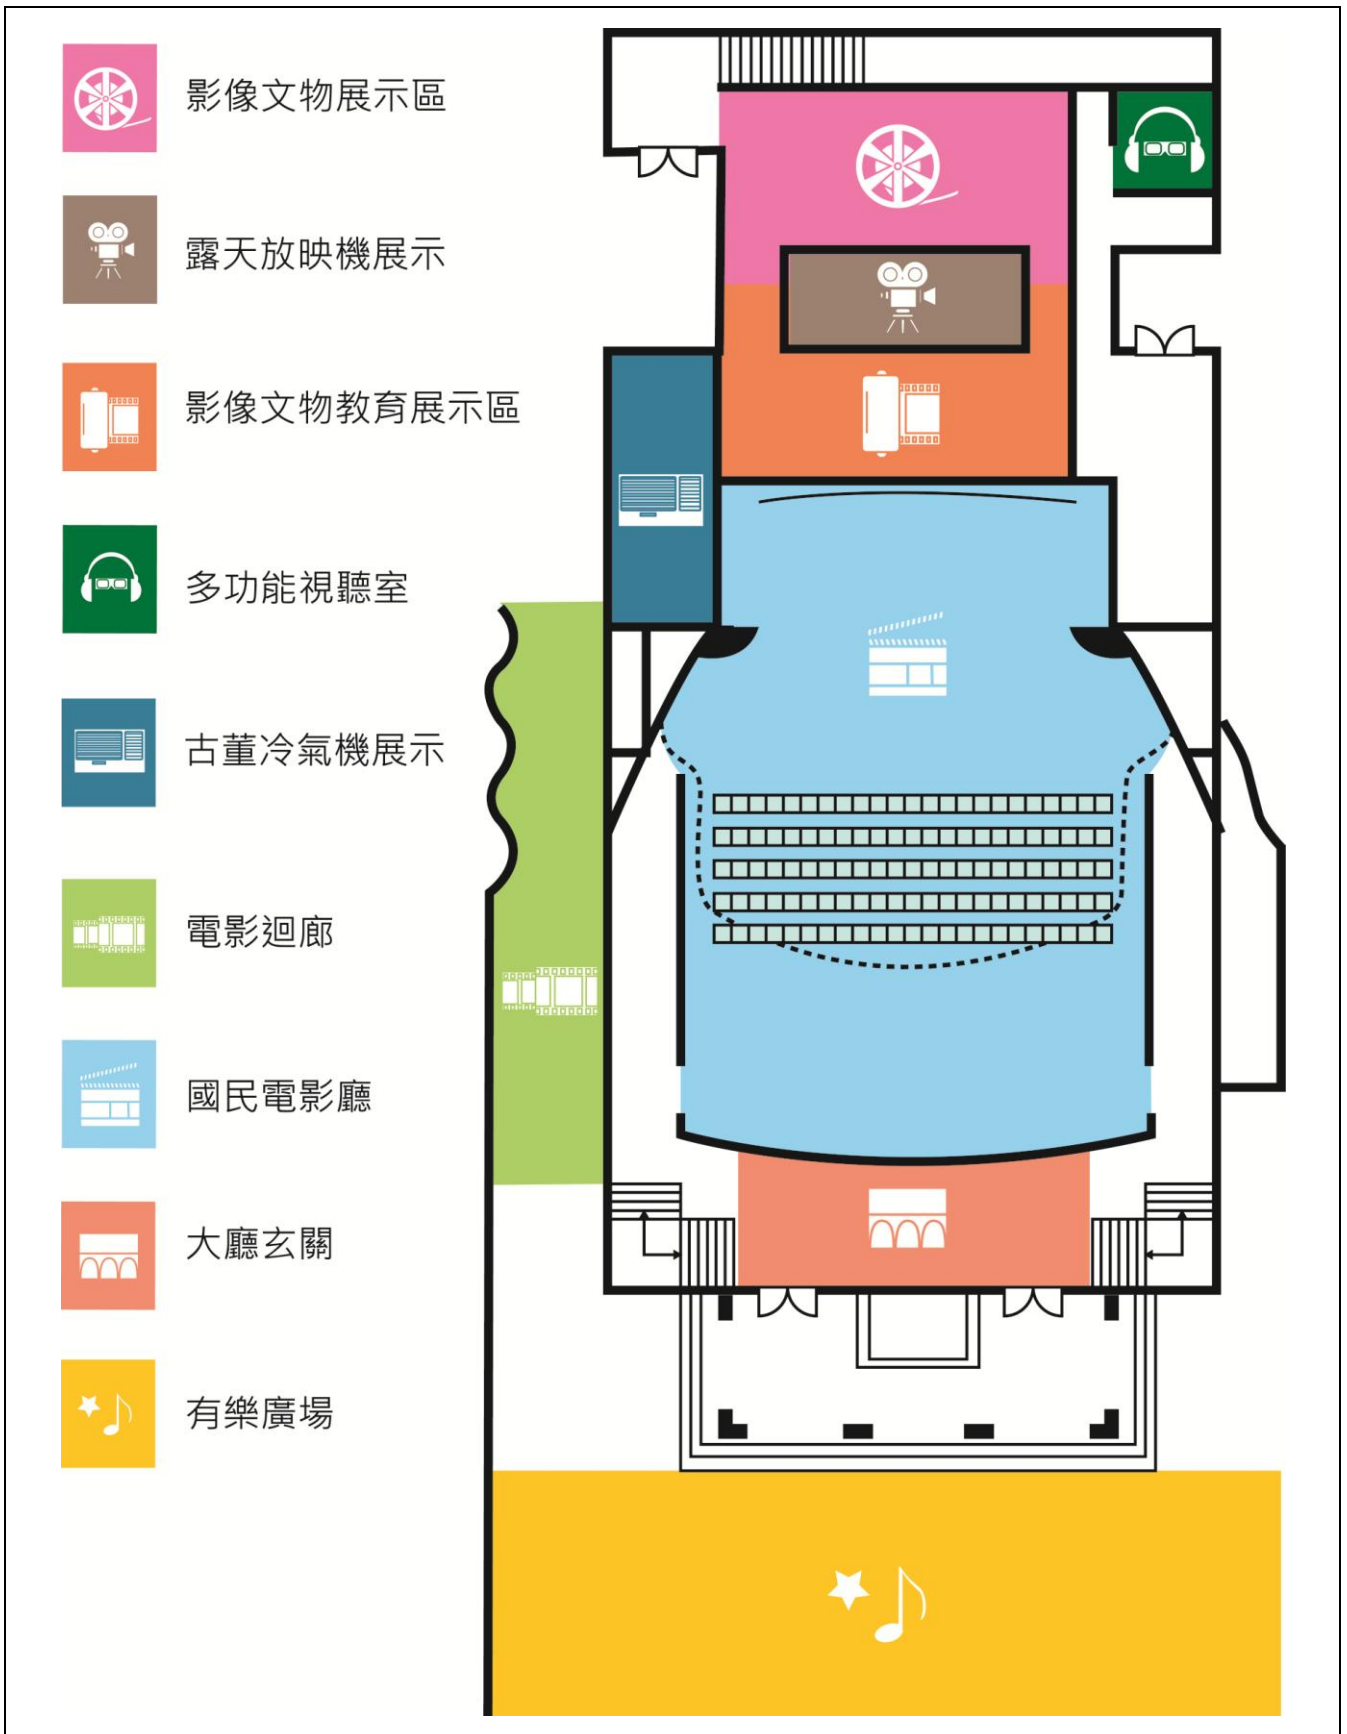 影像文物展示區
露天放映機展示
影像文物教育展示區
多功能視聽室
古董冷氣機展示
電影迴廊
國民電影廳
大廳玄關
有樂廣場